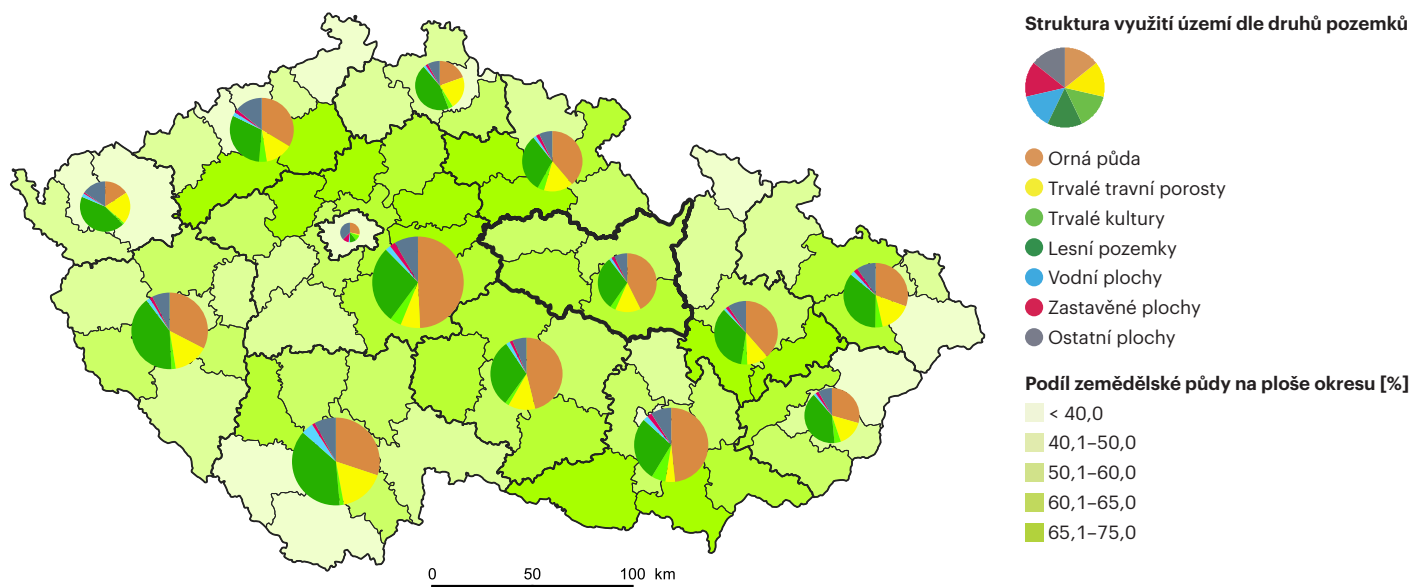 Struktura využití území dle druhů pozemků
Orná půda
Trvalé travní porosty
Trvalé kultury
Lesní pozemky
Vodní plochy
Zastavěné plochy
Ostatní plochy
Podíl zemědělské půdy na ploše okresu [%]
< 40,0
40,1–50,0
50,1–60,0
60,1–65,0
65,1–75,0
0 50 100 km